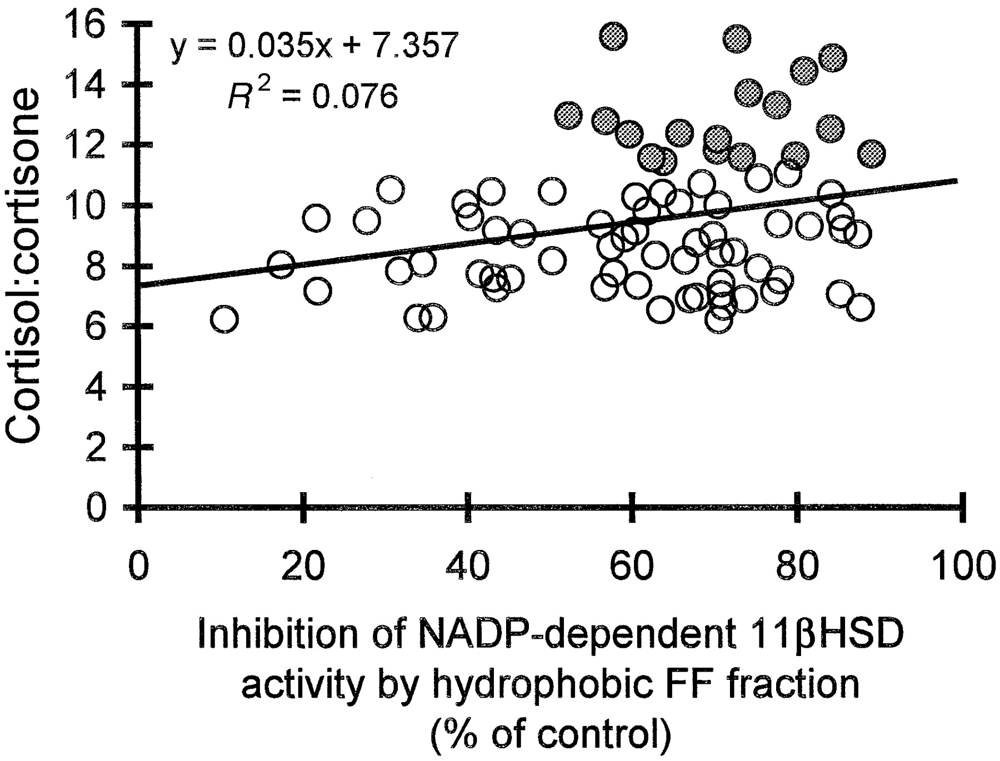 16
14
12
10
8
6
4
2
0
Cortisol:cortisone
y = 0.035x + 7.357
R² = 0.076
0 20 40 60 80 100
Inhibition of NADP-dependent 11βHSD
activity by hydrophobic FF fraction
(% of control)